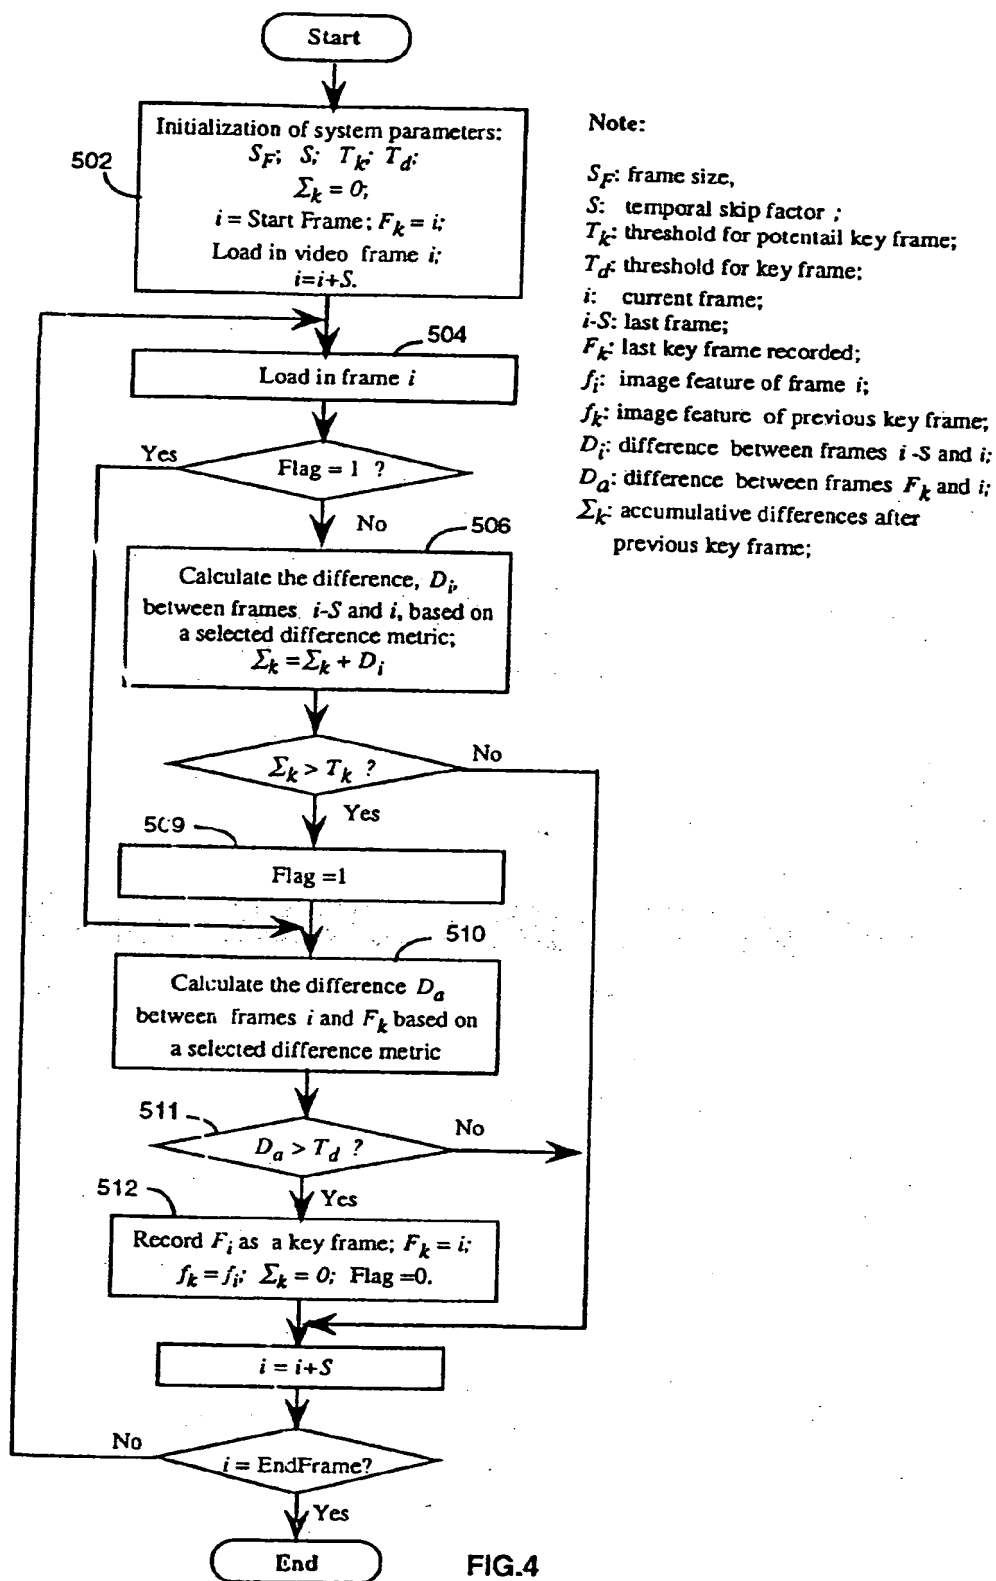 Start
Initialization of system parameters:
S_F; S; T_k; T_d;
Σ_k = 0;
i = Start Frame; F_k = i;
Load in video frame i;
i=i+S.
502
504
Load in frame i
Flag = 1 ?
Yes
No
506
Calculate the difference, D_i,
between frames i-S and i, based on
a selected difference metric;
Σ_k = Σ_k + D_i
Σ_k > T_k ?
No
Yes
509
Flag =1
510
Calculate the difference D_a
between frames i and F_k based on
a selected difference metric
511
D_a > T_d ?
No
Yes
512
Record F_i as a key frame; F_k = i;
f_k = f_i; Σ_k = 0; Flag =0.
i = i+S
No
i = EndFrame?
Yes
End
FIG.4
Note:
S_F: frame size,
S: temporal skip factor ;
T_k: threshold for potentail key frame;
T_d: threshold for key frame;
i: current frame;
i-S: last frame;
F_k: last key frame recorded;
f_i: image feature of frame i;
f_k: image feature of previous key frame;
D_i: difference between frames i -S and i;
D_a: difference between frames F_k and i;
Σ_k: accumulative differences after
previous key frame;